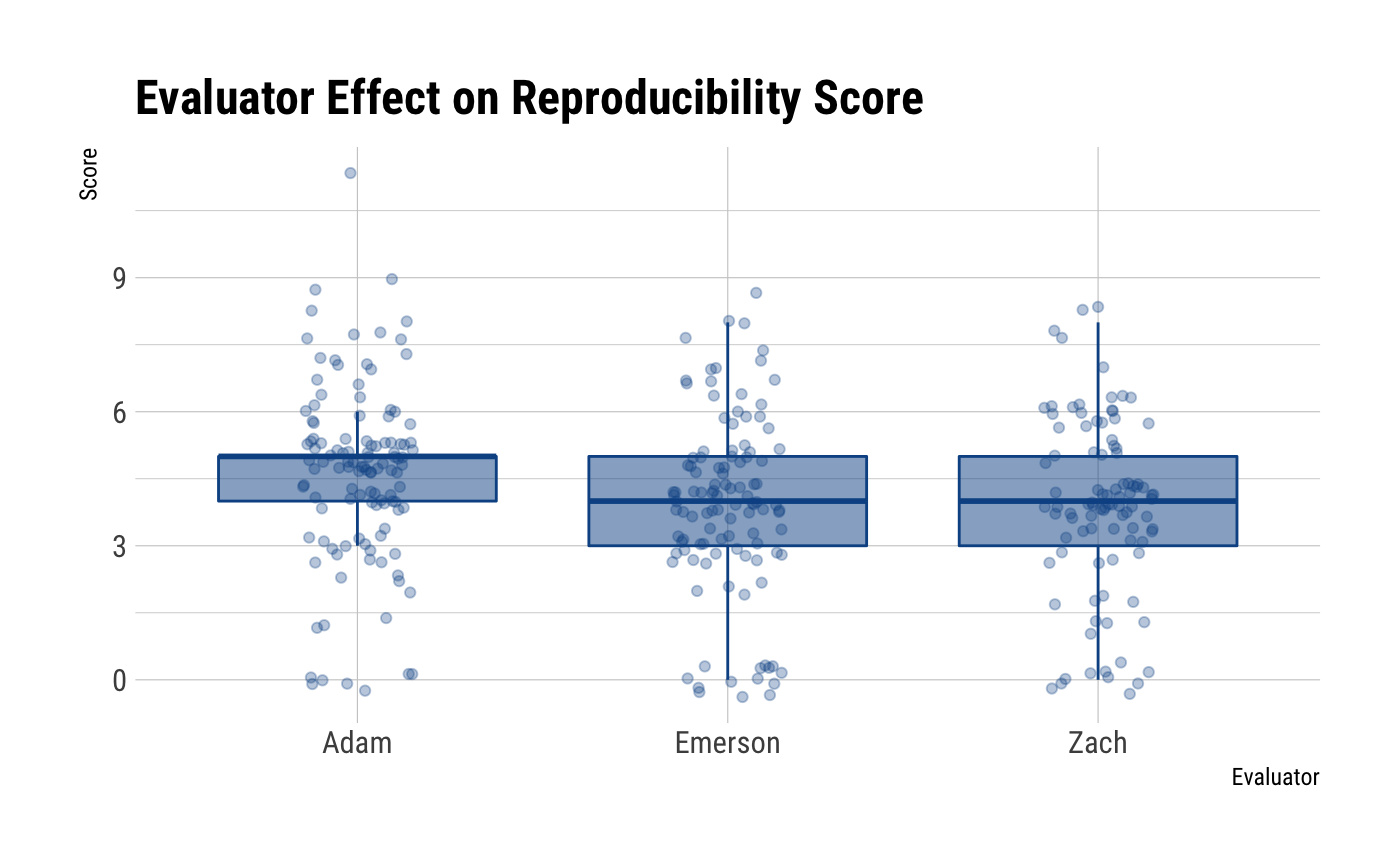 Evaluator Effect on Reproducibility Score
Score
9
6
3
0
Adam Emerson Zach
Evaluator